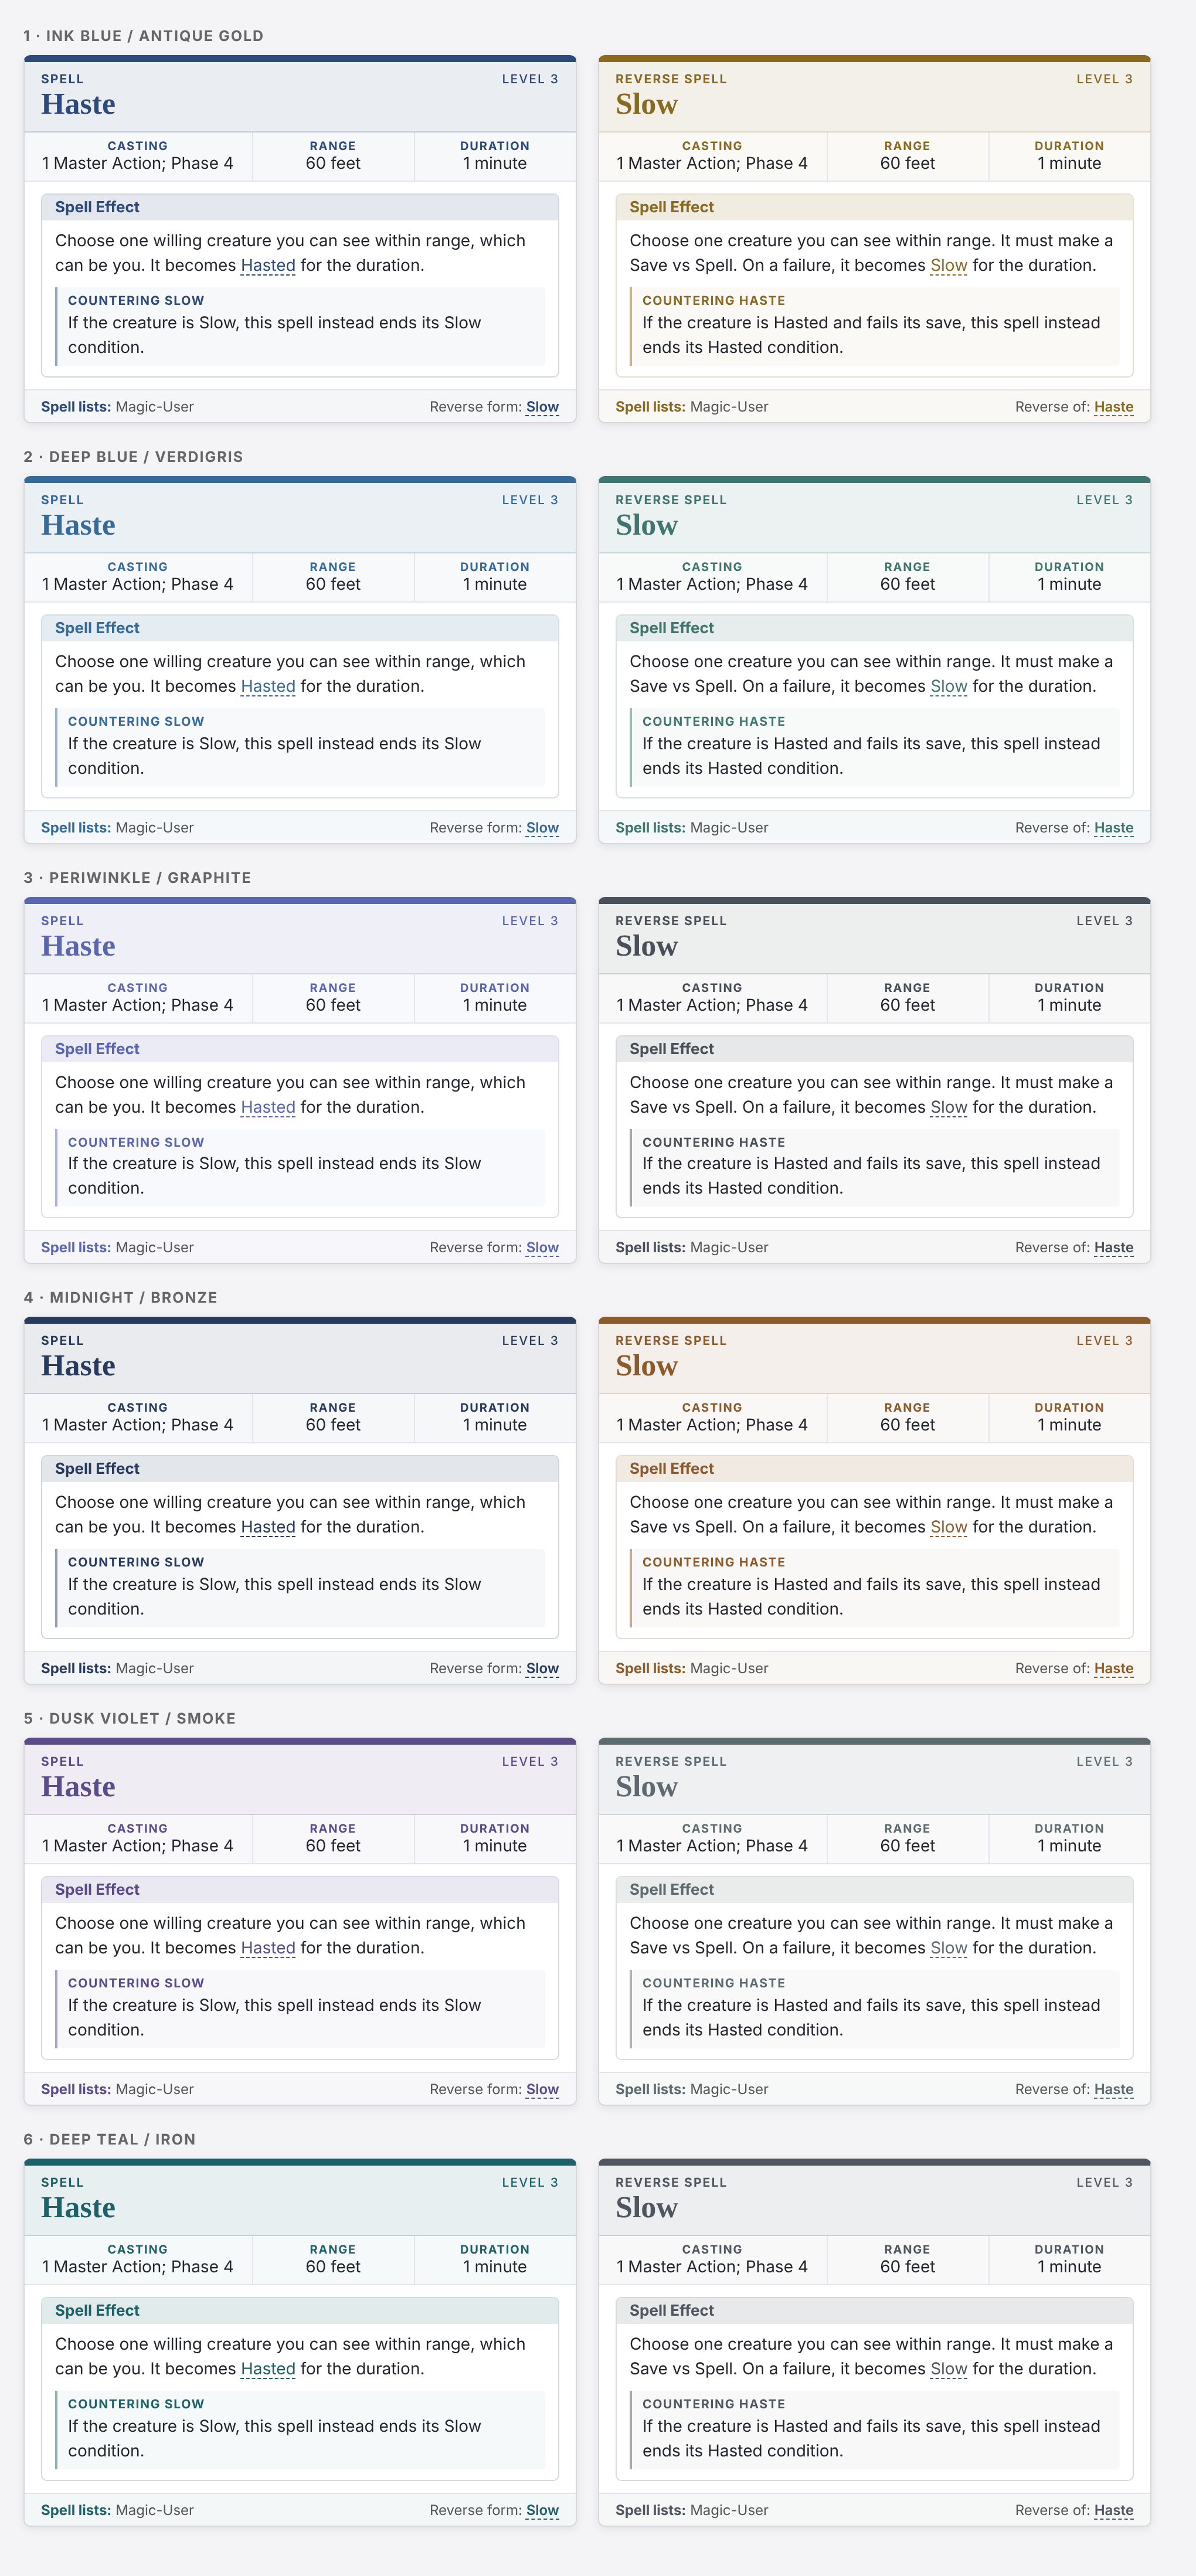 1 · INK BLUE / ANTIQUE GOLD
SPELL LEVEL 3
Haste
CASTING RANGE DURATION
1 Master Action; Phase 4 60 feet 1 minute
Spell Effect
Choose one willing creature you can see within range, which
can be you. It becomes Hasted for the duration.
COUNTERING SLOW
If the creature is Slow, this spell instead ends its Slow
condition.
Spell lists: Magic-User Reverse form: Slow
REVERSE SPELL LEVEL 3
Slow
CASTING RANGE DURATION
1 Master Action; Phase 4 60 feet 1 minute
Spell Effect
Choose one creature you can see within range. It must make a
Save vs Spell. On a failure, it becomes Slow for the duration.
COUNTERING HASTE
If the creature is Hasted and fails its save, this spell instead
ends its Hasted condition.
Spell lists: Magic-User Reverse of: Haste
2 · DEEP BLUE / VERDIGRIS
SPELL LEVEL 3
Haste
CASTING RANGE DURATION
1 Master Action; Phase 4 60 feet 1 minute
Spell Effect
Choose one willing creature you can see within range, which
can be you. It becomes Hasted for the duration.
COUNTERING SLOW
If the creature is Slow, this spell instead ends its Slow
condition.
Spell lists: Magic-User Reverse form: Slow
REVERSE SPELL LEVEL 3
Slow
CASTING RANGE DURATION
1 Master Action; Phase 4 60 feet 1 minute
Spell Effect
Choose one creature you can see within range. It must make a
Save vs Spell. On a failure, it becomes Slow for the duration.
COUNTERING HASTE
If the creature is Hasted and fails its save, this spell instead
ends its Hasted condition.
Spell lists: Magic-User Reverse of: Haste
3 · PERIWINKLE / GRAPHITE
SPELL LEVEL 3
Haste
CASTING RANGE DURATION
1 Master Action; Phase 4 60 feet 1 minute
Spell Effect
Choose one willing creature you can see within range, which
can be you. It becomes Hasted for the duration.
COUNTERING SLOW
If the creature is Slow, this spell instead ends its Slow
condition.
Spell lists: Magic-User Reverse form: Slow
REVERSE SPELL LEVEL 3
Slow
CASTING RANGE DURATION
1 Master Action; Phase 4 60 feet 1 minute
Spell Effect
Choose one creature you can see within range. It must make a
Save vs Spell. On a failure, it becomes Slow for the duration.
COUNTERING HASTE
If the creature is Hasted and fails its save, this spell instead
ends its Hasted condition.
Spell lists: Magic-User Reverse of: Haste
4 · MIDNIGHT / BRONZE
SPELL LEVEL 3
Haste
CASTING RANGE DURATION
1 Master Action; Phase 4 60 feet 1 minute
Spell Effect
Choose one willing creature you can see within range, which
can be you. It becomes Hasted for the duration.
COUNTERING SLOW
If the creature is Slow, this spell instead ends its Slow
condition.
Spell lists: Magic-User Reverse form: Slow
REVERSE SPELL LEVEL 3
Slow
CASTING RANGE DURATION
1 Master Action; Phase 4 60 feet 1 minute
Spell Effect
Choose one creature you can see within range. It must make a
Save vs Spell. On a failure, it becomes Slow for the duration.
COUNTERING HASTE
If the creature is Hasted and fails its save, this spell instead
ends its Hasted condition.
Spell lists: Magic-User Reverse of: Haste
5 · DUSK VIOLET / SMOKE
SPELL LEVEL 3
Haste
CASTING RANGE DURATION
1 Master Action; Phase 4 60 feet 1 minute
Spell Effect
Choose one willing creature you can see within range, which
can be you. It becomes Hasted for the duration.
COUNTERING SLOW
If the creature is Slow, this spell instead ends its Slow
condition.
Spell lists: Magic-User Reverse form: Slow
REVERSE SPELL LEVEL 3
Slow
CASTING RANGE DURATION
1 Master Action; Phase 4 60 feet 1 minute
Spell Effect
Choose one creature you can see within range. It must make a
Save vs Spell. On a failure, it becomes Slow for the duration.
COUNTERING HASTE
If the creature is Hasted and fails its save, this spell instead
ends its Hasted condition.
Spell lists: Magic-User Reverse of: Haste
6 · DEEP TEAL / IRON
SPELL LEVEL 3
Haste
CASTING RANGE DURATION
1 Master Action; Phase 4 60 feet 1 minute
Spell Effect
Choose one willing creature you can see within range, which
can be you. It becomes Hasted for the duration.
COUNTERING SLOW
If the creature is Slow, this spell instead ends its Slow
condition.
Spell lists: Magic-User Reverse form: Slow
REVERSE SPELL LEVEL 3
Slow
CASTING RANGE DURATION
1 Master Action; Phase 4 60 feet 1 minute
Spell Effect
Choose one creature you can see within range. It must make a
Save vs Spell. On a failure, it becomes Slow for the duration.
COUNTERING HASTE
If the creature is Hasted and fails its save, this spell instead
ends its Hasted condition.
Spell lists: Magic-User Reverse of: Haste